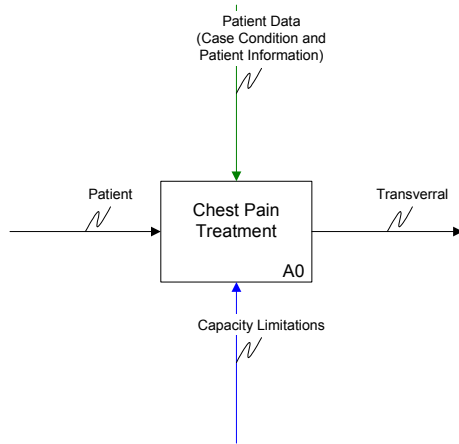 Patient Data
(Case Condition and
Patient Information)
Patient
Transverral
Chest Pain
Treatment
A0
Capacity Limitations